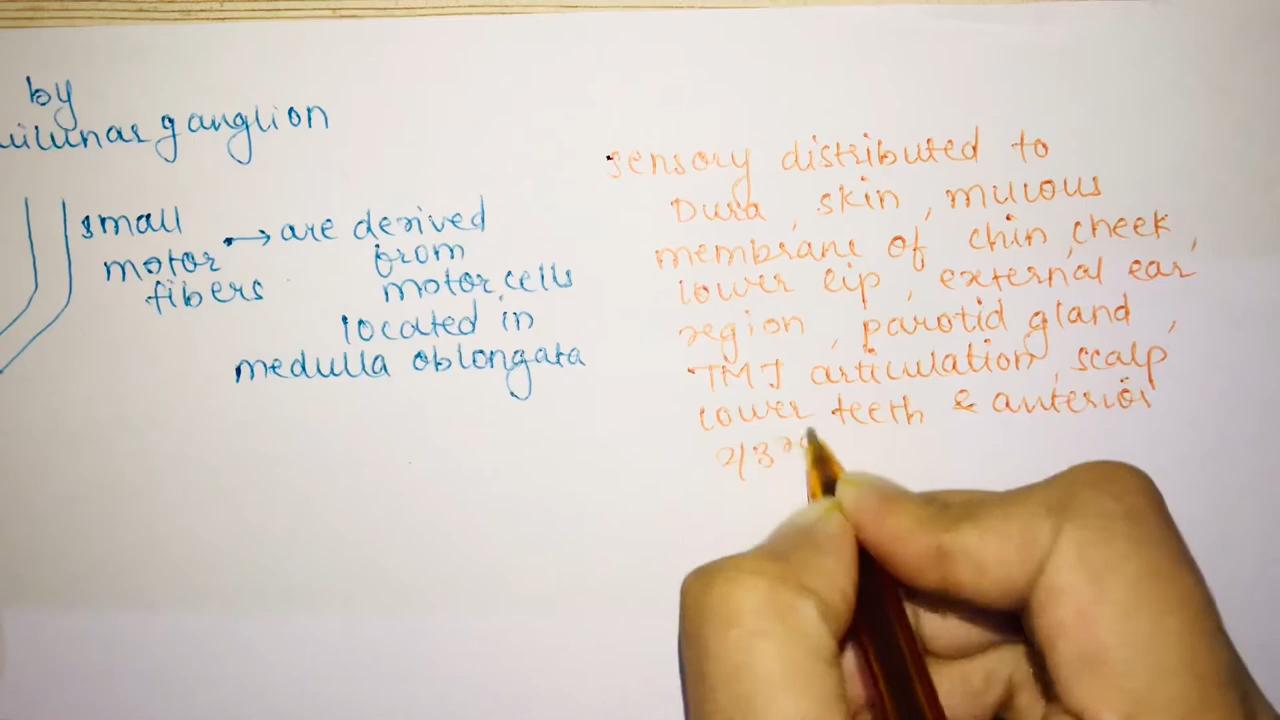 by
ganglion
small
motor → are derived
fibers from
motor cells
located in
medulla oblongata
sensory distributed to
Dura, skin, mucous
membrane of chin, cheek,
lower lip, external ear
region, parotid gland,
TMJ articulation, scalp
lower teeth & anterior
2/3rd